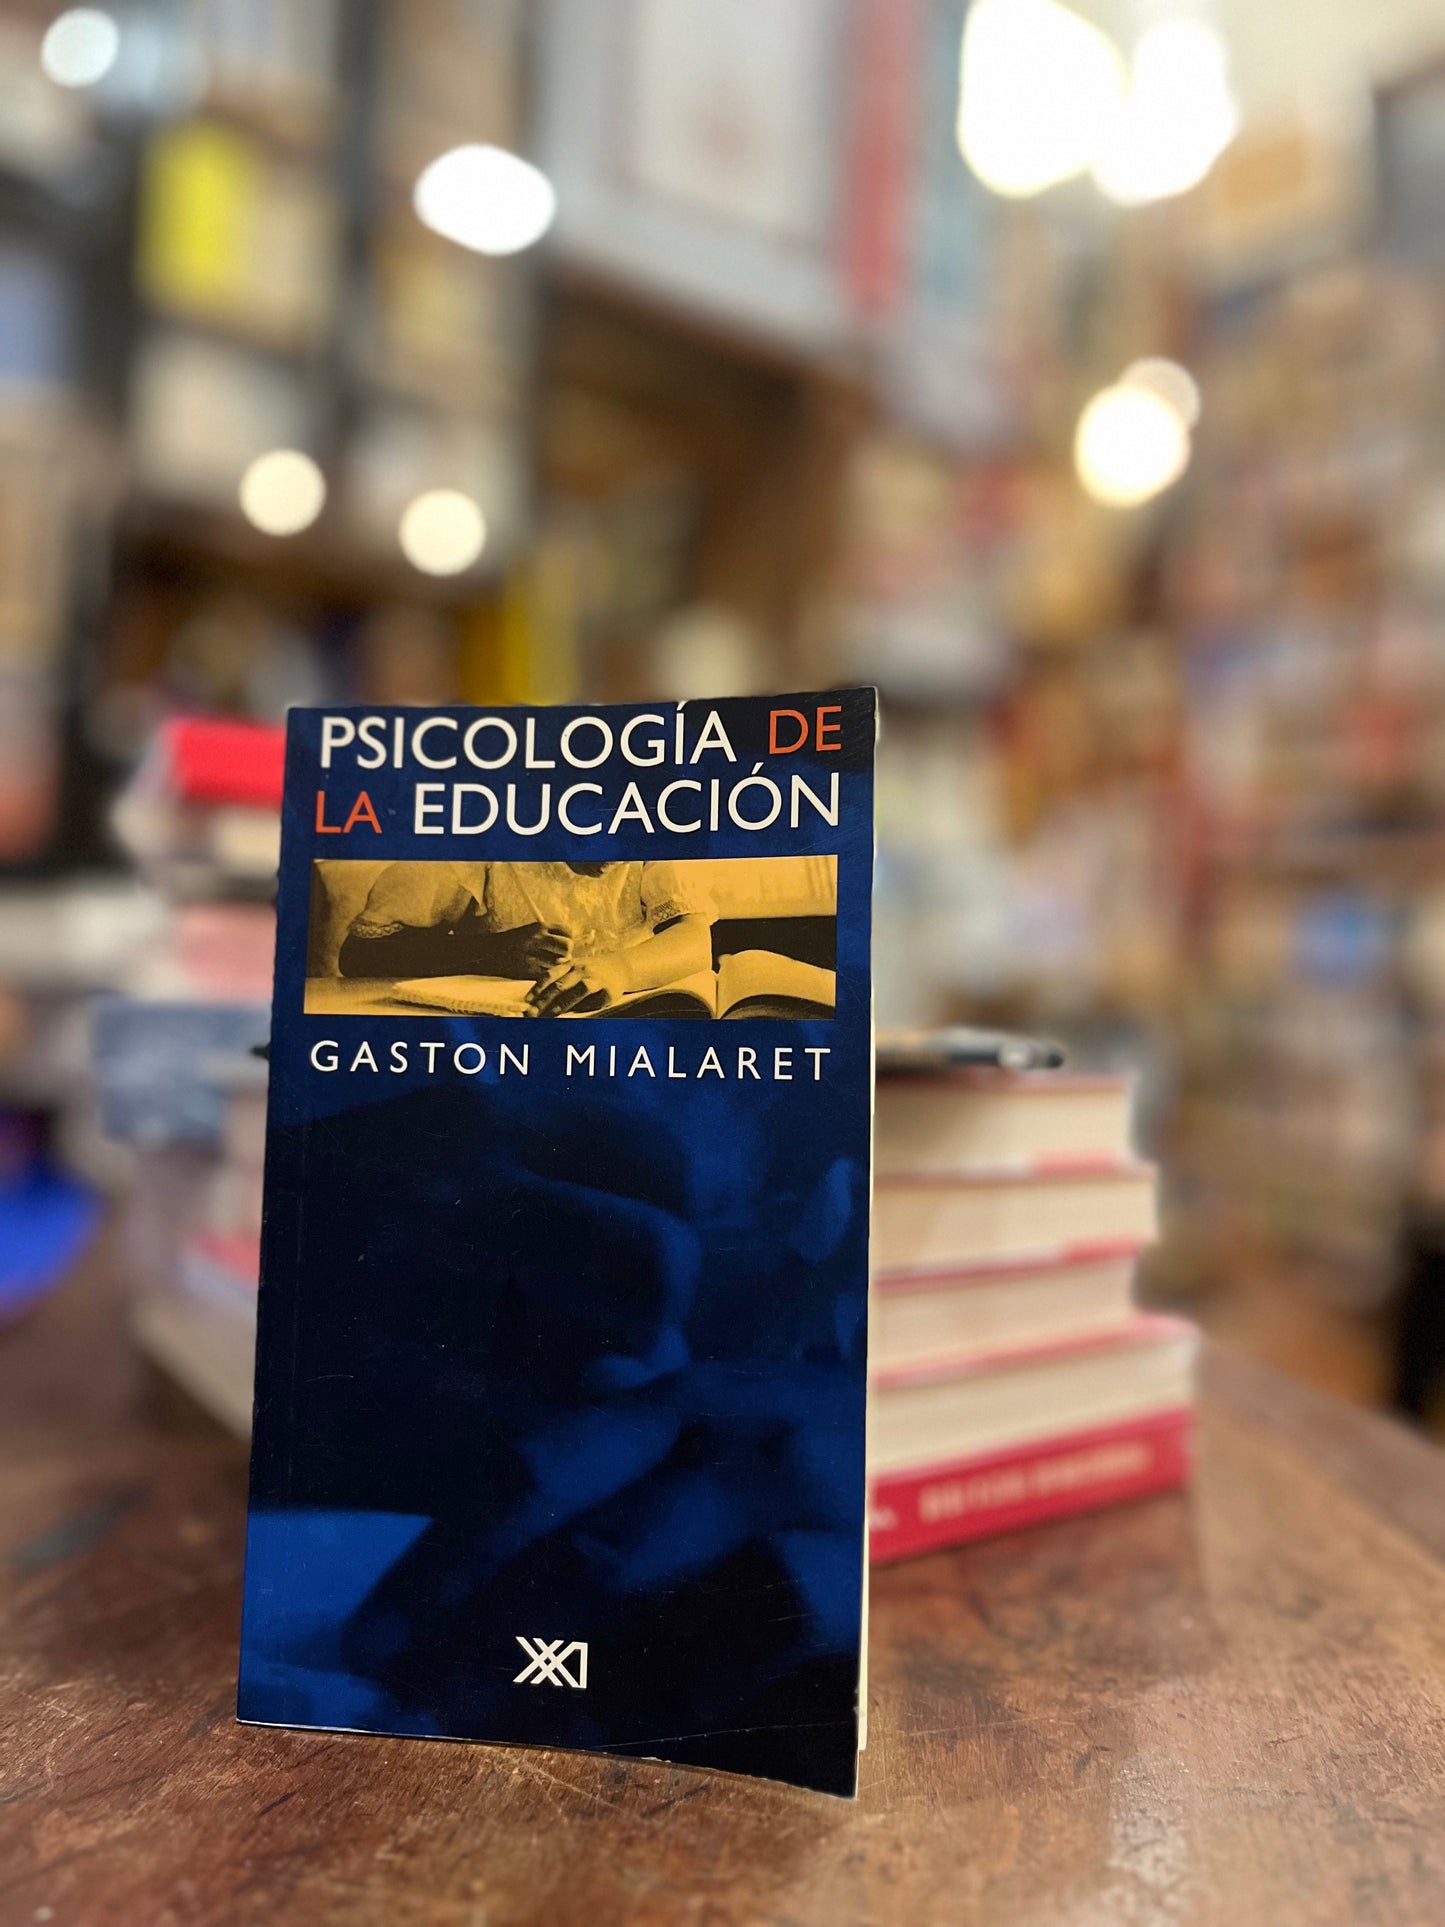 PSICOLOGÍA DE
LA EDUCACIÓN
GASTON MIALARET